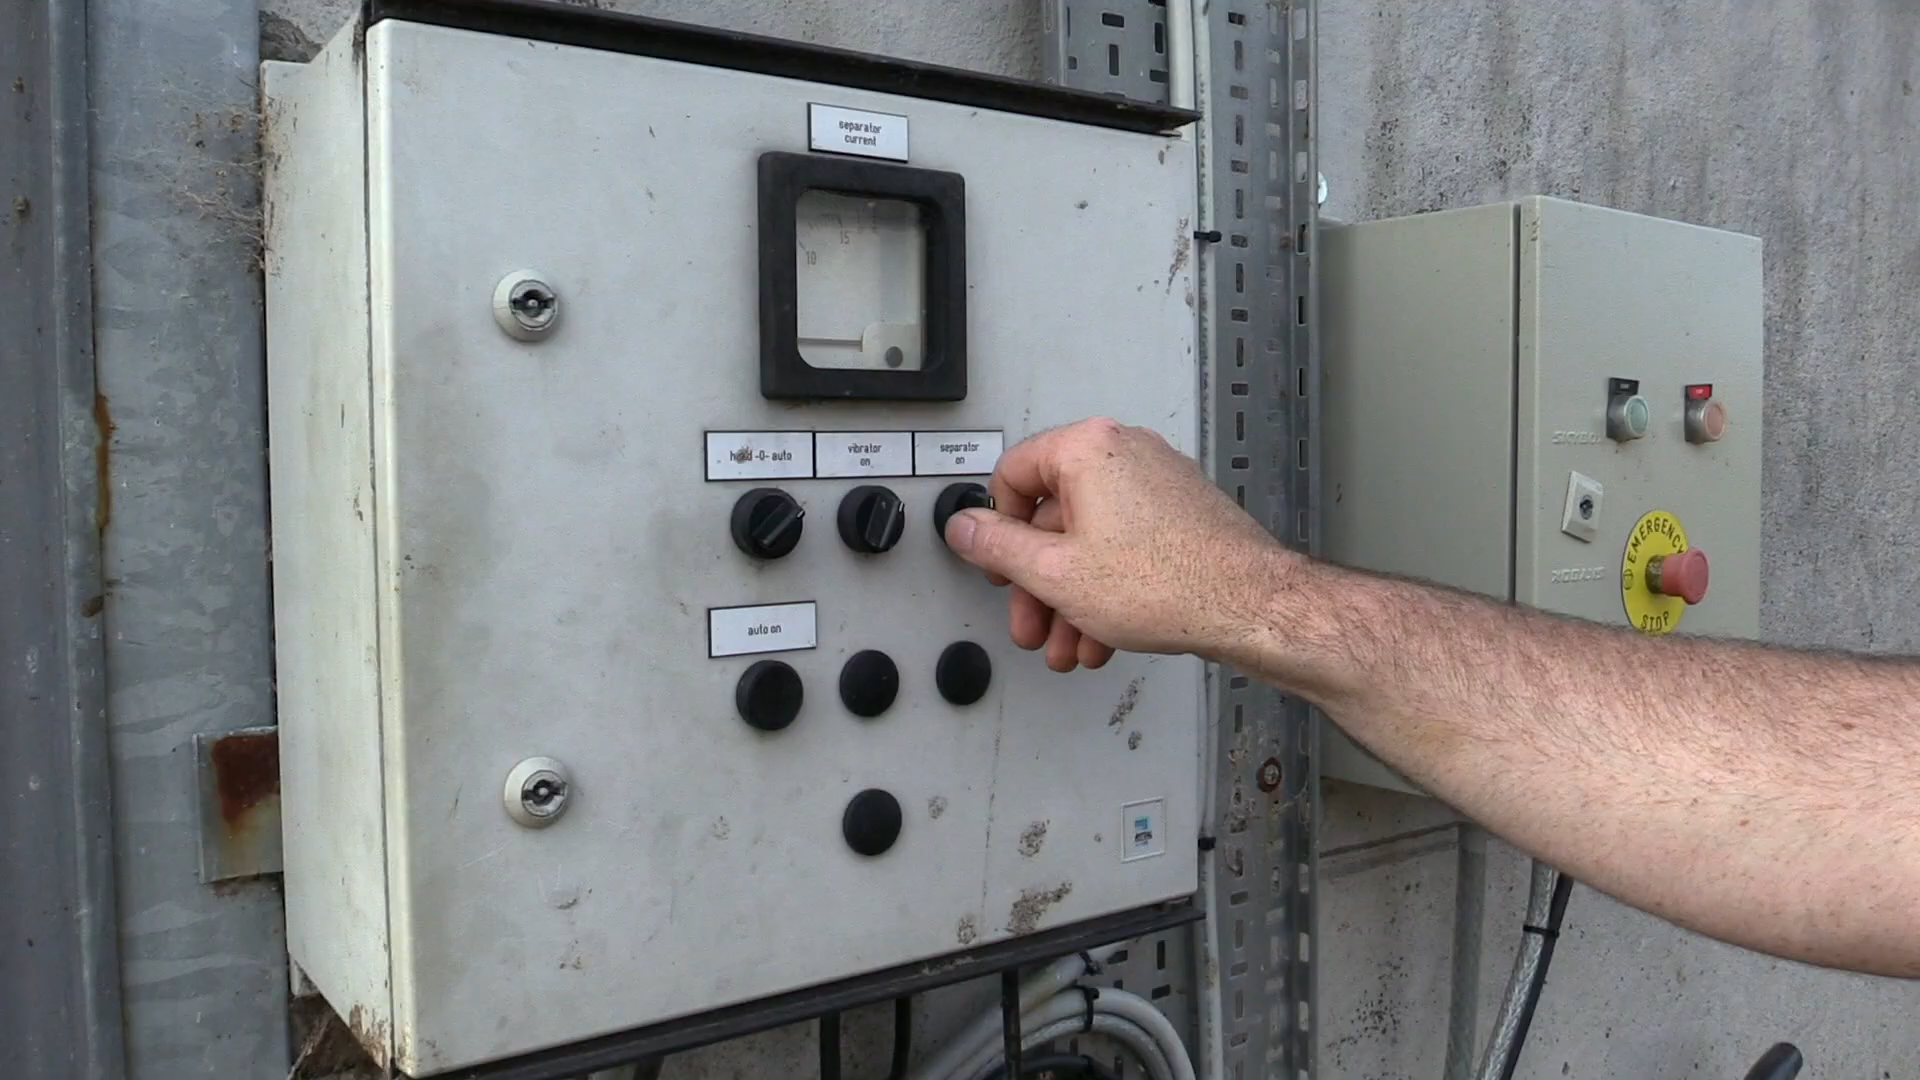 separator
current
10
15
hand -0- auto
vibrator
on
separator
on
auto on
EMERGENCY
STOP